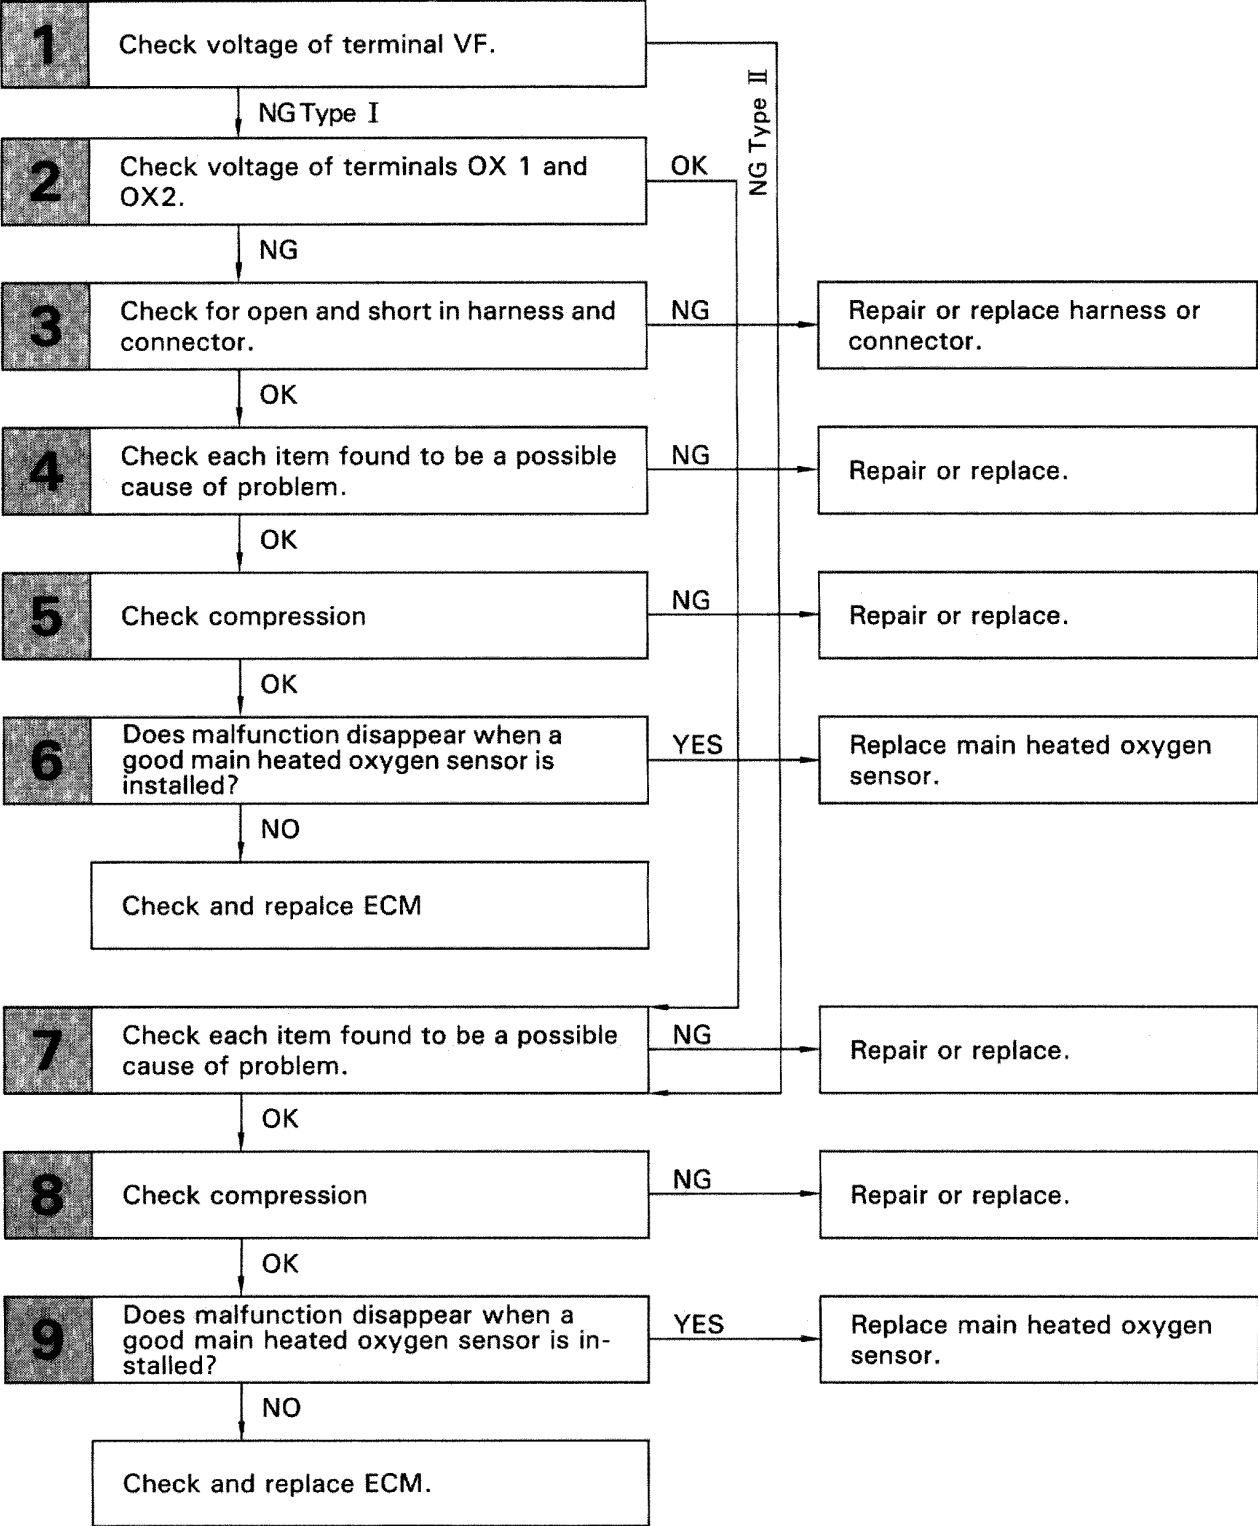 1
Check voltage of terminal VF.
NG Type I
NG Type II
2
Check voltage of terminals OX 1 and
OX2.
OK
NG
3
Check for open and short in harness and
connector.
NG
Repair or replace harness or
connector.
OK
4
Check each item found to be a possible
cause of problem.
NG
Repair or replace.
OK
5
Check compression
NG
Repair or replace.
OK
6
Does malfunction disappear when a
good main heated oxygen sensor is
installed?
YES
Replace main heated oxygen
sensor.
NO
Check and repalce ECM
7
Check each item found to be a possible
cause of problem.
NG
Repair or replace.
OK
8
Check compression
NG
Repair or replace.
OK
9
Does malfunction disappear when a
good main heated oxygen sensor is in-
stalled?
YES
Replace main heated oxygen
sensor.
NO
Check and replace ECM.